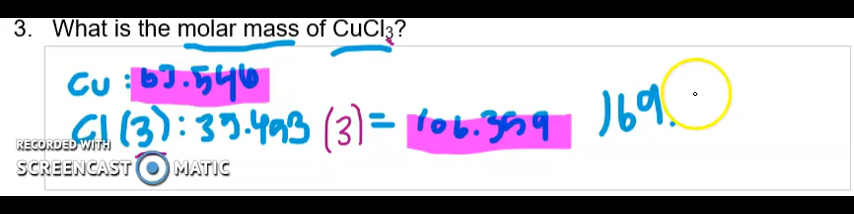 3. What is the molar mass of CuCl3?
Cu : 63.546
Cl (3) : 35.453 (3) = 106.359 169.
RECORDED WITH
SCREENCAST MATIC